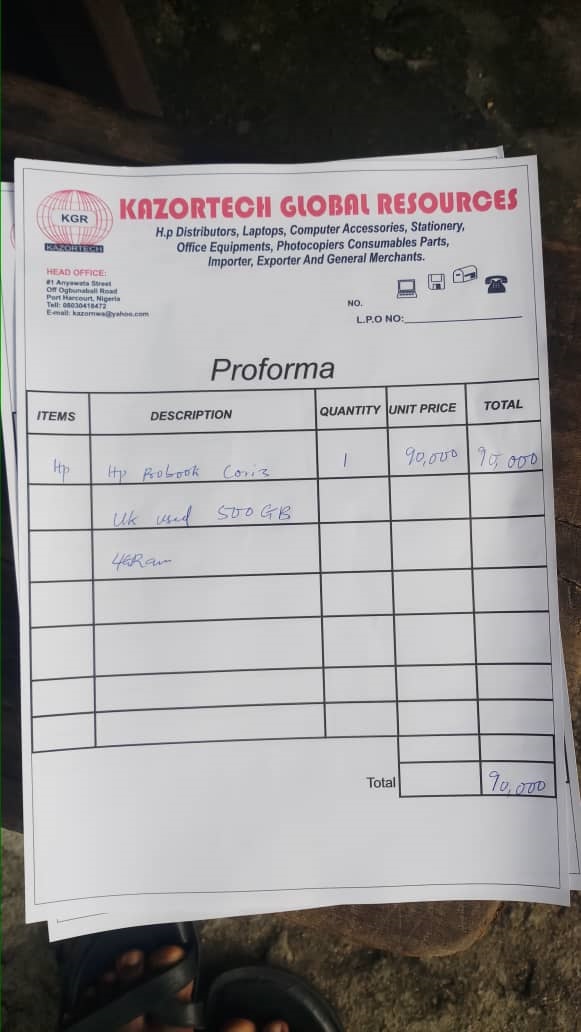 KGR
KAZORTECH
KAZORTECH GLOBAL RESOURCES
H.p Distributors, Laptops, Computer Accessories, Stationery,
Office Equipments, Photocopiers Consumables Parts,
Importer, Exporter And General Merchants.
HEAD OFFICE:
#1 Anyawata Street
Off Ogbunabali Road
Port Harcourt, Nigeria
Tell: 08030418472
E-mail: kazornwa@yahoo.com
NO.
L.P.O NO:
Proforma
ITEMS DESCRIPTION QUANTITY UNIT PRICE TOTAL
Hp Hp Probook Cori3 1 90,000 90,000
Uk used 500GB
4GRam
Total 90,000